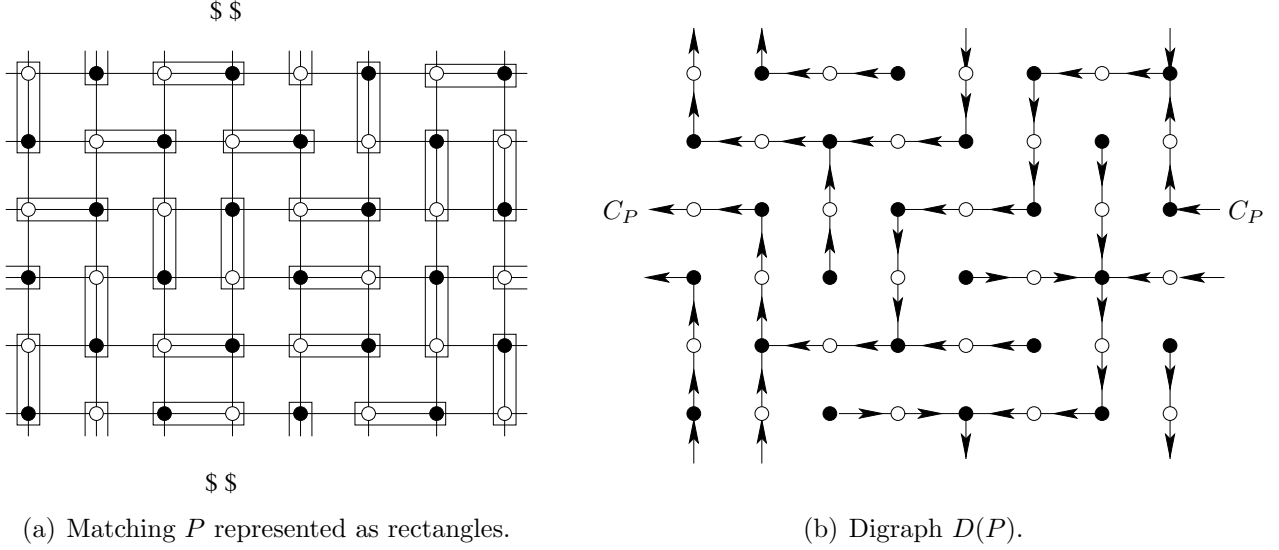 $ $
C_P C_P
$ $
(a) Matching P represented as rectangles. (b) Digraph D(P).